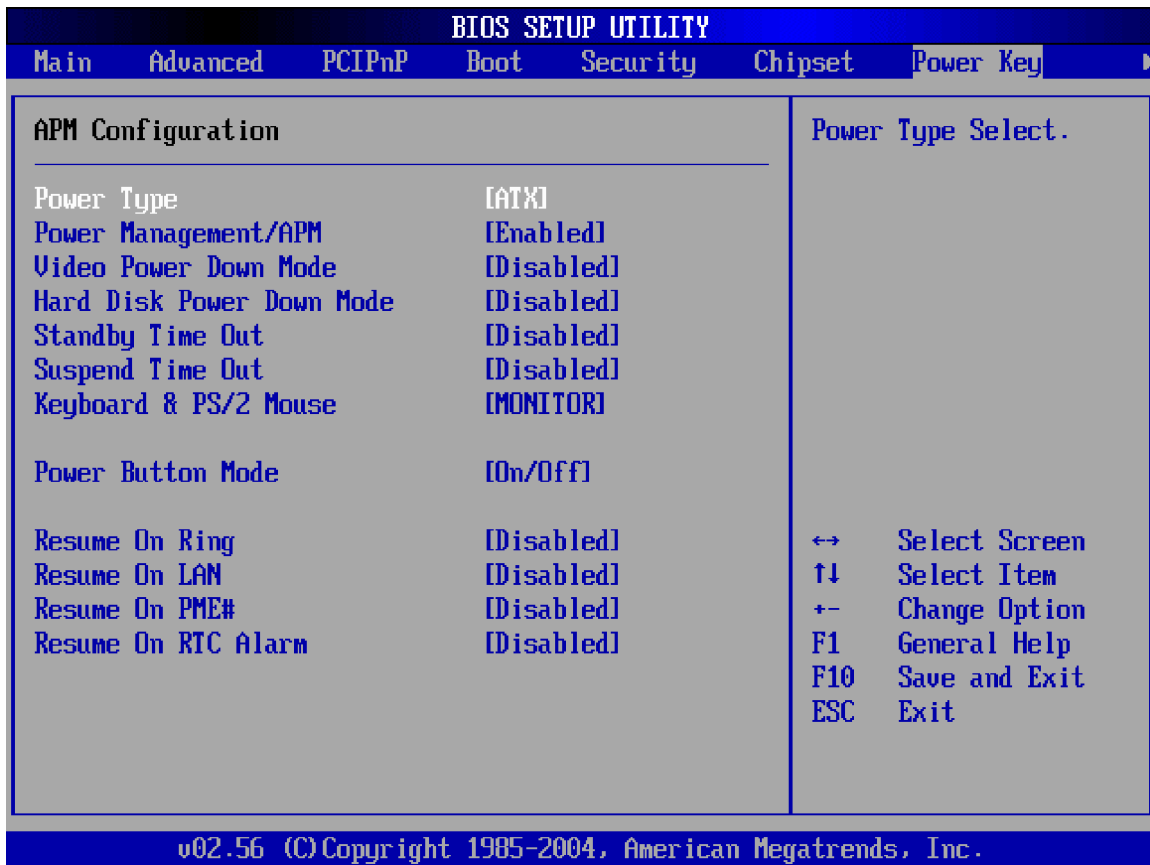 BIOS SETUP UTILITY
Main Advanced PCIPnP Boot Security Chipset Power Key
APM Configuration
Power Type [ATX]
Power Management/APM [Enabled]
Video Power Down Mode [Disabled]
Hard Disk Power Down Mode [Disabled]
Standby Time Out [Disabled]
Suspend Time Out [Disabled]
Keyboard & PS/2 Mouse [MONITOR]
Power Button Mode [On/Off]
Resume On Ring [Disabled]
Resume On LAN [Disabled]
Resume On PME# [Disabled]
Resume On RTC Alarm [Disabled]
Power Type Select.
←→ Select Screen
↑↓ Select Item
+- Change Option
F1 General Help
F10 Save and Exit
ESC Exit
v02.56 (C)Copyright 1985-2004, American Megatrends, Inc.